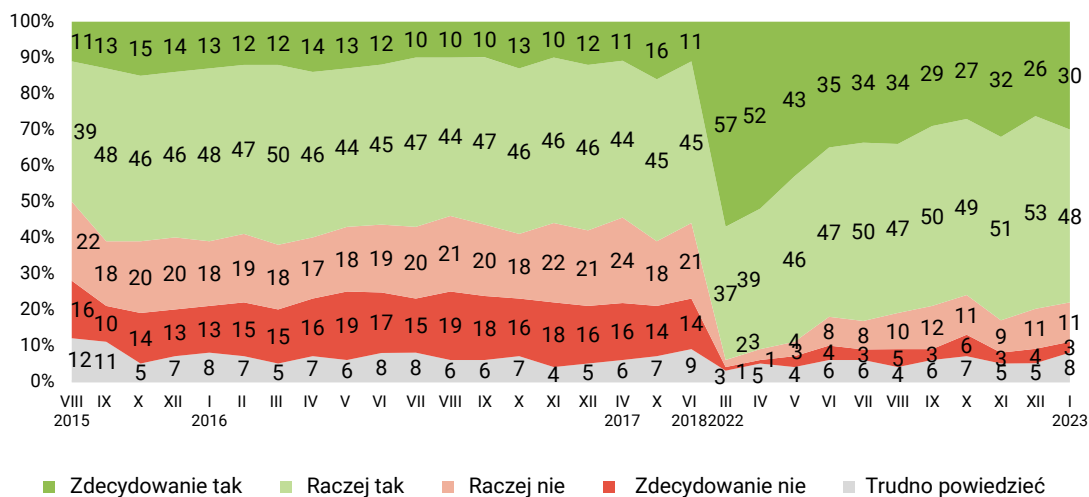 100%
90%
80%
70%
60%
50%
40%
30%
20%
10%
0%
11 13 15 14 13 12 12 14 13 12 10 10 10 13 10 12 11 16 11 57 52 43 35 34 34 29 27 32 26 30
39 48 46 46 48 47 50 46 44 45 47 44 47 46 46 46 44 45 45 37 39 46 47 50 47 50 49 51 53 48
22 18 20 20 18 19 18 17 18 19 20 21 20 18 22 21 24 18 21 2 3 4 8 8 10 12 11 9 11 11
16 10 14 13 13 15 15 16 19 17 15 19 18 16 18 16 16 14 14 1 1 3 4 3 5 3 6 3 4 3
12 11 5 7 8 7 5 7 6 8 8 6 6 7 4 5 6 7 9 3 5 4 6 6 4 6 7 5 5 8
VIII IX X XII I II III IV V VI VII VIII IX X XI XII IV X VI III IV V VI VII VIII IX X XI XII I
2015 2016 2017 2018 2022 2023
Zdecydowanie tak Raczej tak Raczej nie Zdecydowanie nie Trudno powiedzieć